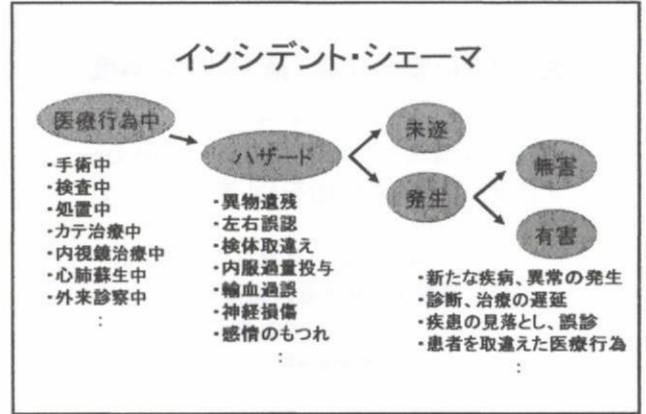 インシデント・シェーマ
医療行為中
・手術中
・検査中
・処置中
・カテ治療中
・内視鏡治療中
・心肺蘇生中
・外来診察中
:
ハザード
・異物遺残
・左右誤認
・検体取違え
・内服過量投与
・輸血過誤
・神経損傷
・感情のもつれ
:
未遂
発生
無害
有害
・新たな疾病、異常の発生
・診断、治療の遅延
・疾患の見落とし、誤診
・患者を取違えた医療行為
: